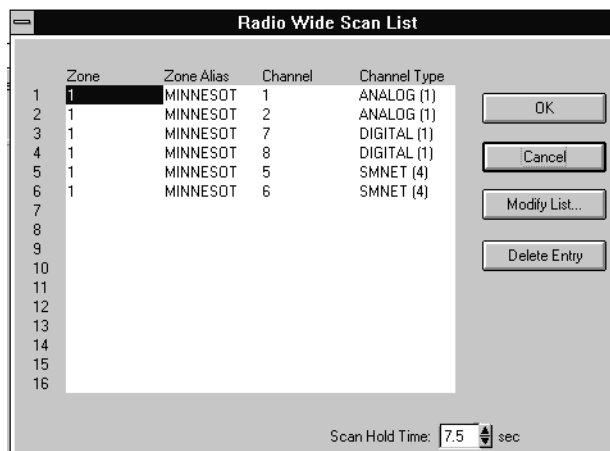 Radio Wide Scan List
Zone Zone Alias Channel Channel Type
1 1 MINNESOT 1 ANALOG (1)
2 1 MINNESOT 2 ANALOG (1)
3 1 MINNESOT 7 DIGITAL (1)
4 1 MINNESOT 8 DIGITAL (1)
5 1 MINNESOT 5 SMNET (4)
6 1 MINNESOT 6 SMNET (4)
7
8
9
10
11
12
13
14
15
16
OK
Cancel
Modify List...
Delete Entry
Scan Hold Time: 7.5 sec